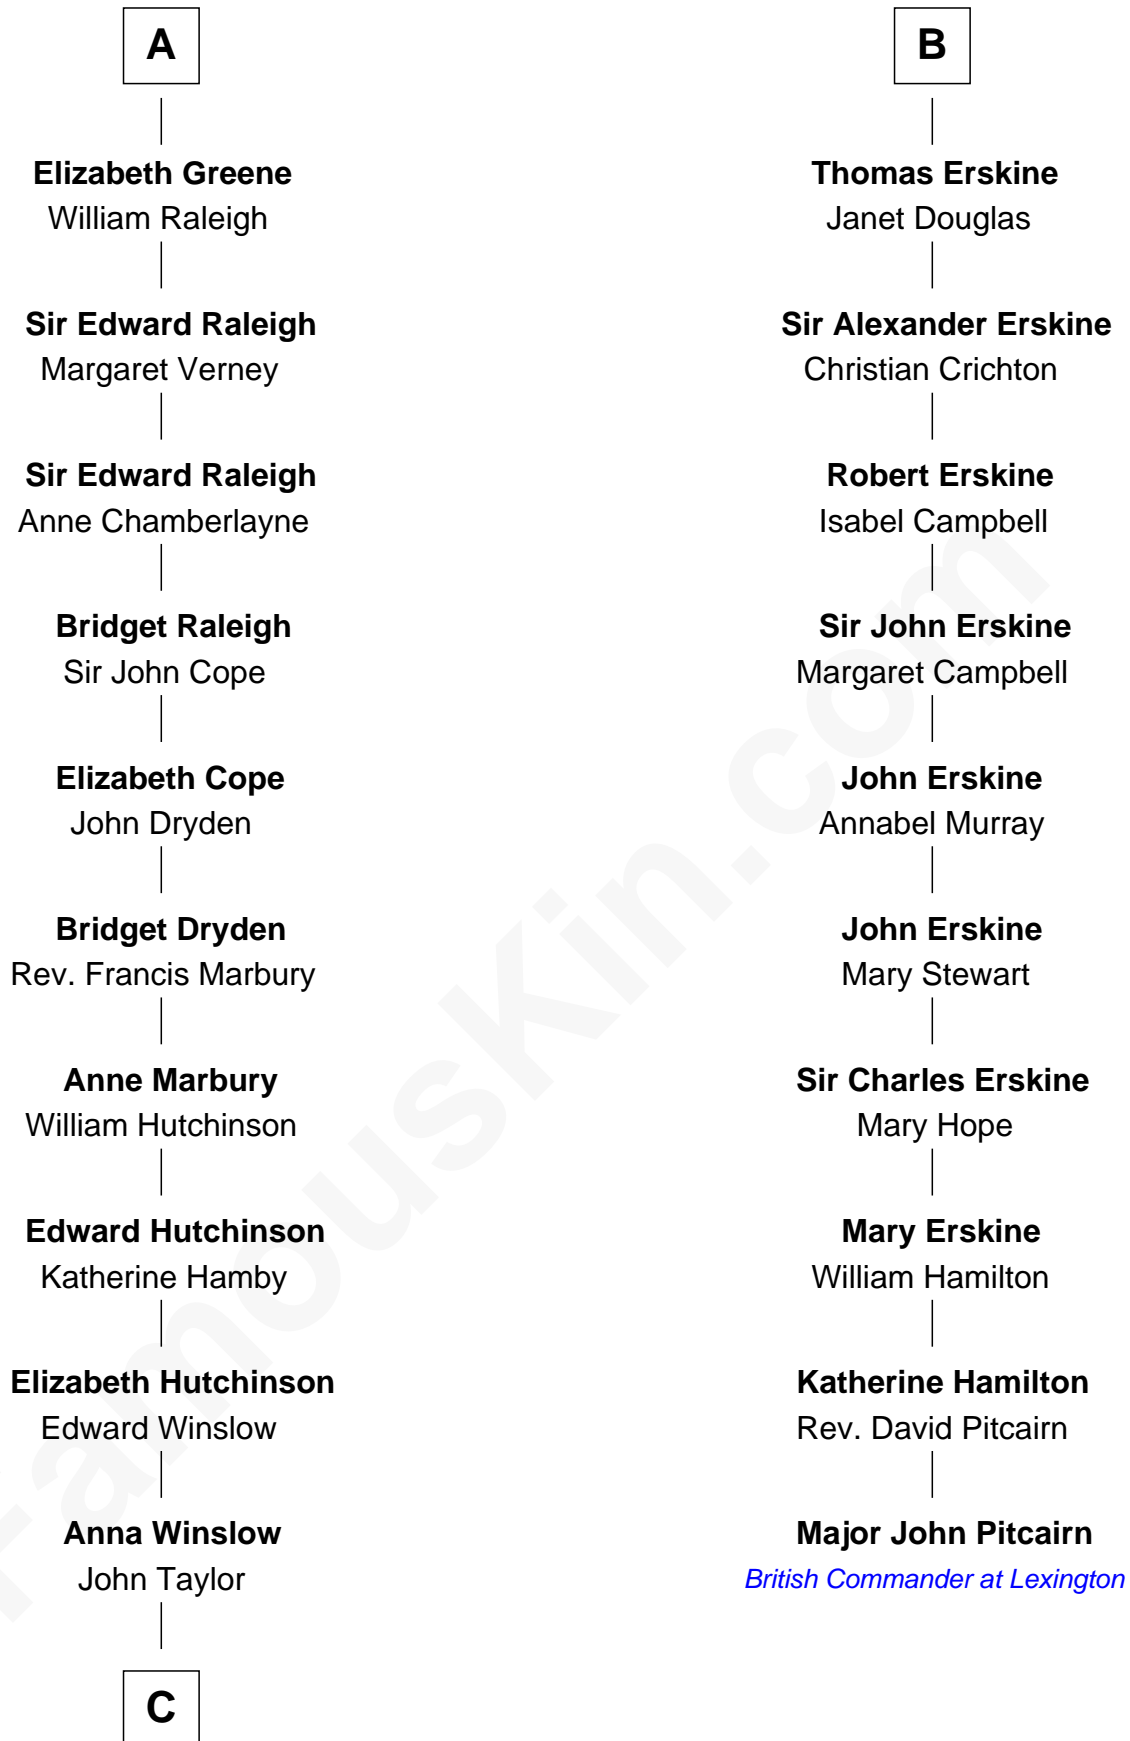 A
Elizabeth Greene
William Raleigh
Sir Edward Raleigh
Margaret Verney
Sir Edward Raleigh
Anne Chamberlayne
Bridget Raleigh
Sir John Cope
Elizabeth Cope
John Dryden
Bridget Dryden
Rev. Francis Marbury
Anne Marbury
William Hutchinson
Edward Hutchinson
Katherine Hamby
Elizabeth Hutchinson
Edward Winslow
Anna Winslow
John Taylor
C
B
Thomas Erskine
Janet Douglas
Sir Alexander Erskine
Christian Crichton
Robert Erskine
Isabel Campbell
Sir John Erskine
Margaret Campbell
John Erskine
Annabel Murray
John Erskine
Mary Stewart
Sir Charles Erskine
Mary Hope
Mary Erskine
William Hamilton
Katherine Hamilton
Rev. David Pitcairn
Major John Pitcairn
British Commander at Lexington
FamousKin.com